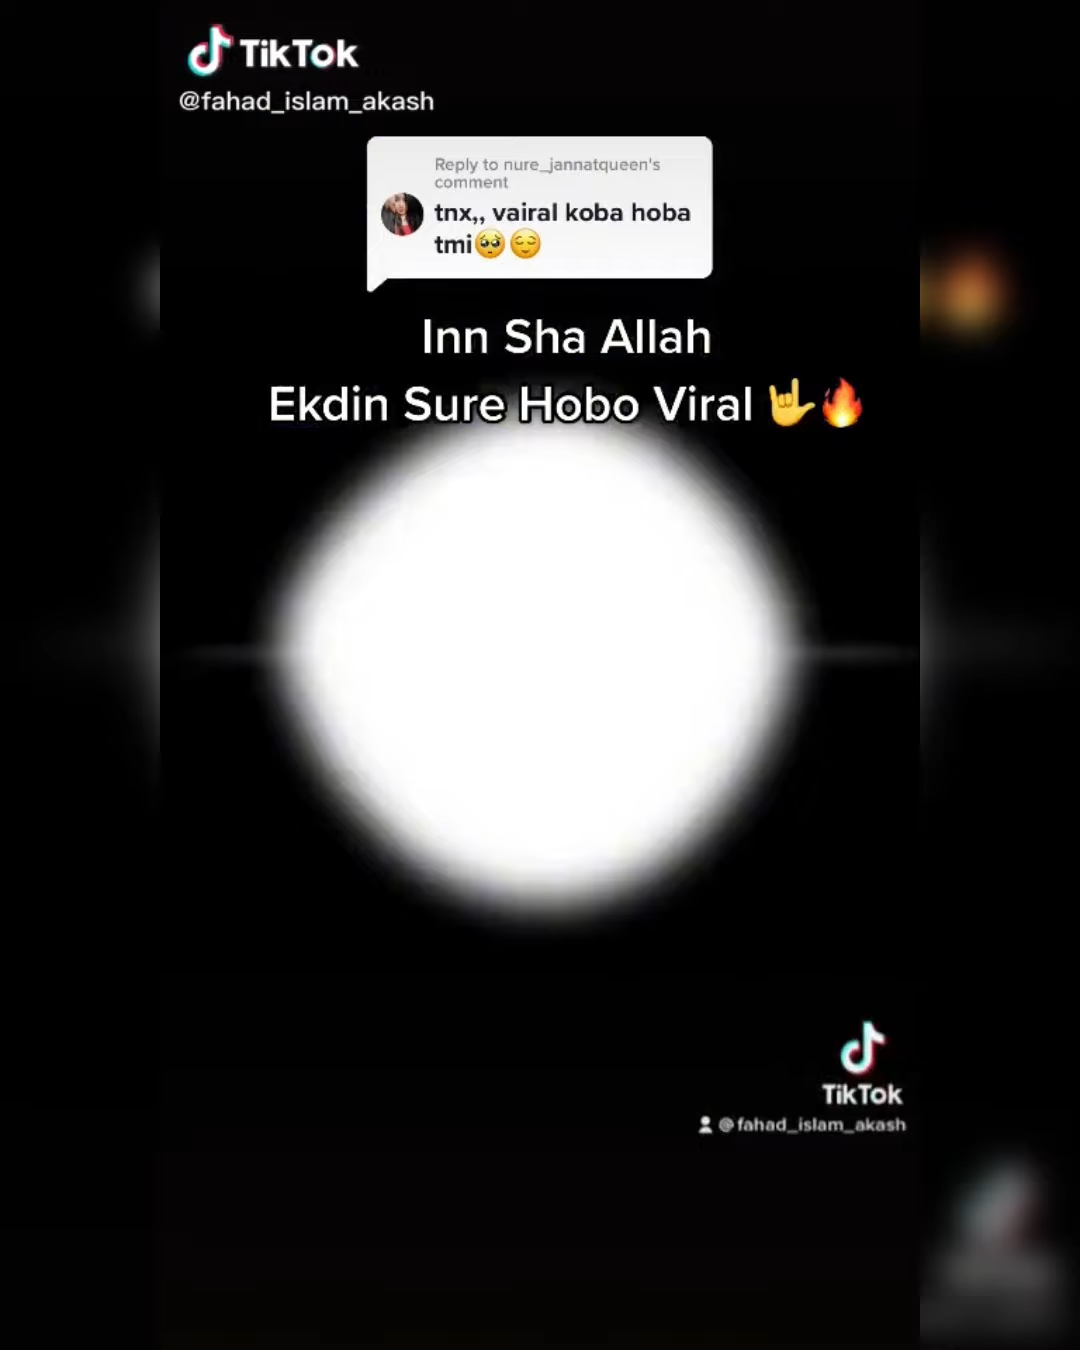 TikTok
@fahad_islam_akash
Reply to nure_jannatqueen's
comment
tnx,, vairal koba hoba
tmi🥺😌
Inn Sha Allah
Ekdin Sure Hobo Viral 🤟🔥
TikTok
@fahad_islam_akash